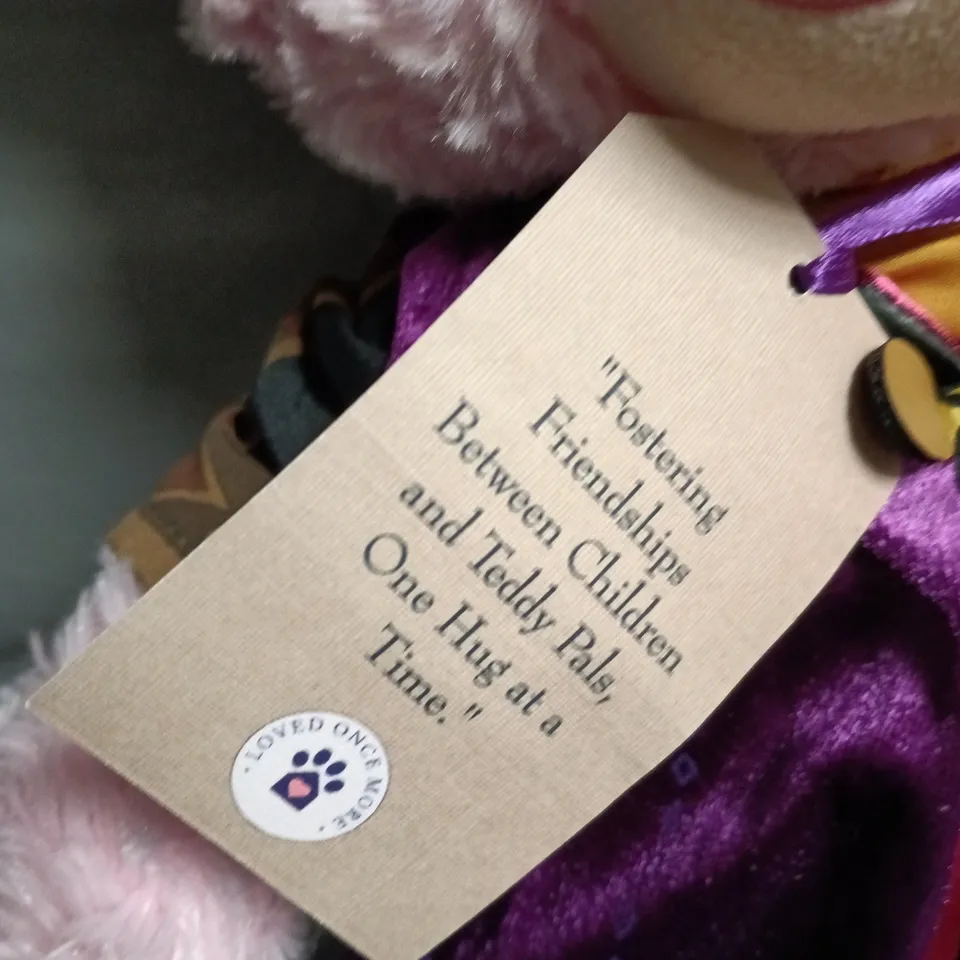 "Fostering
Friendships
Between Children
and Teddy Pals,
One Hug at a
Time."
· LOVED ONCE MORE ·